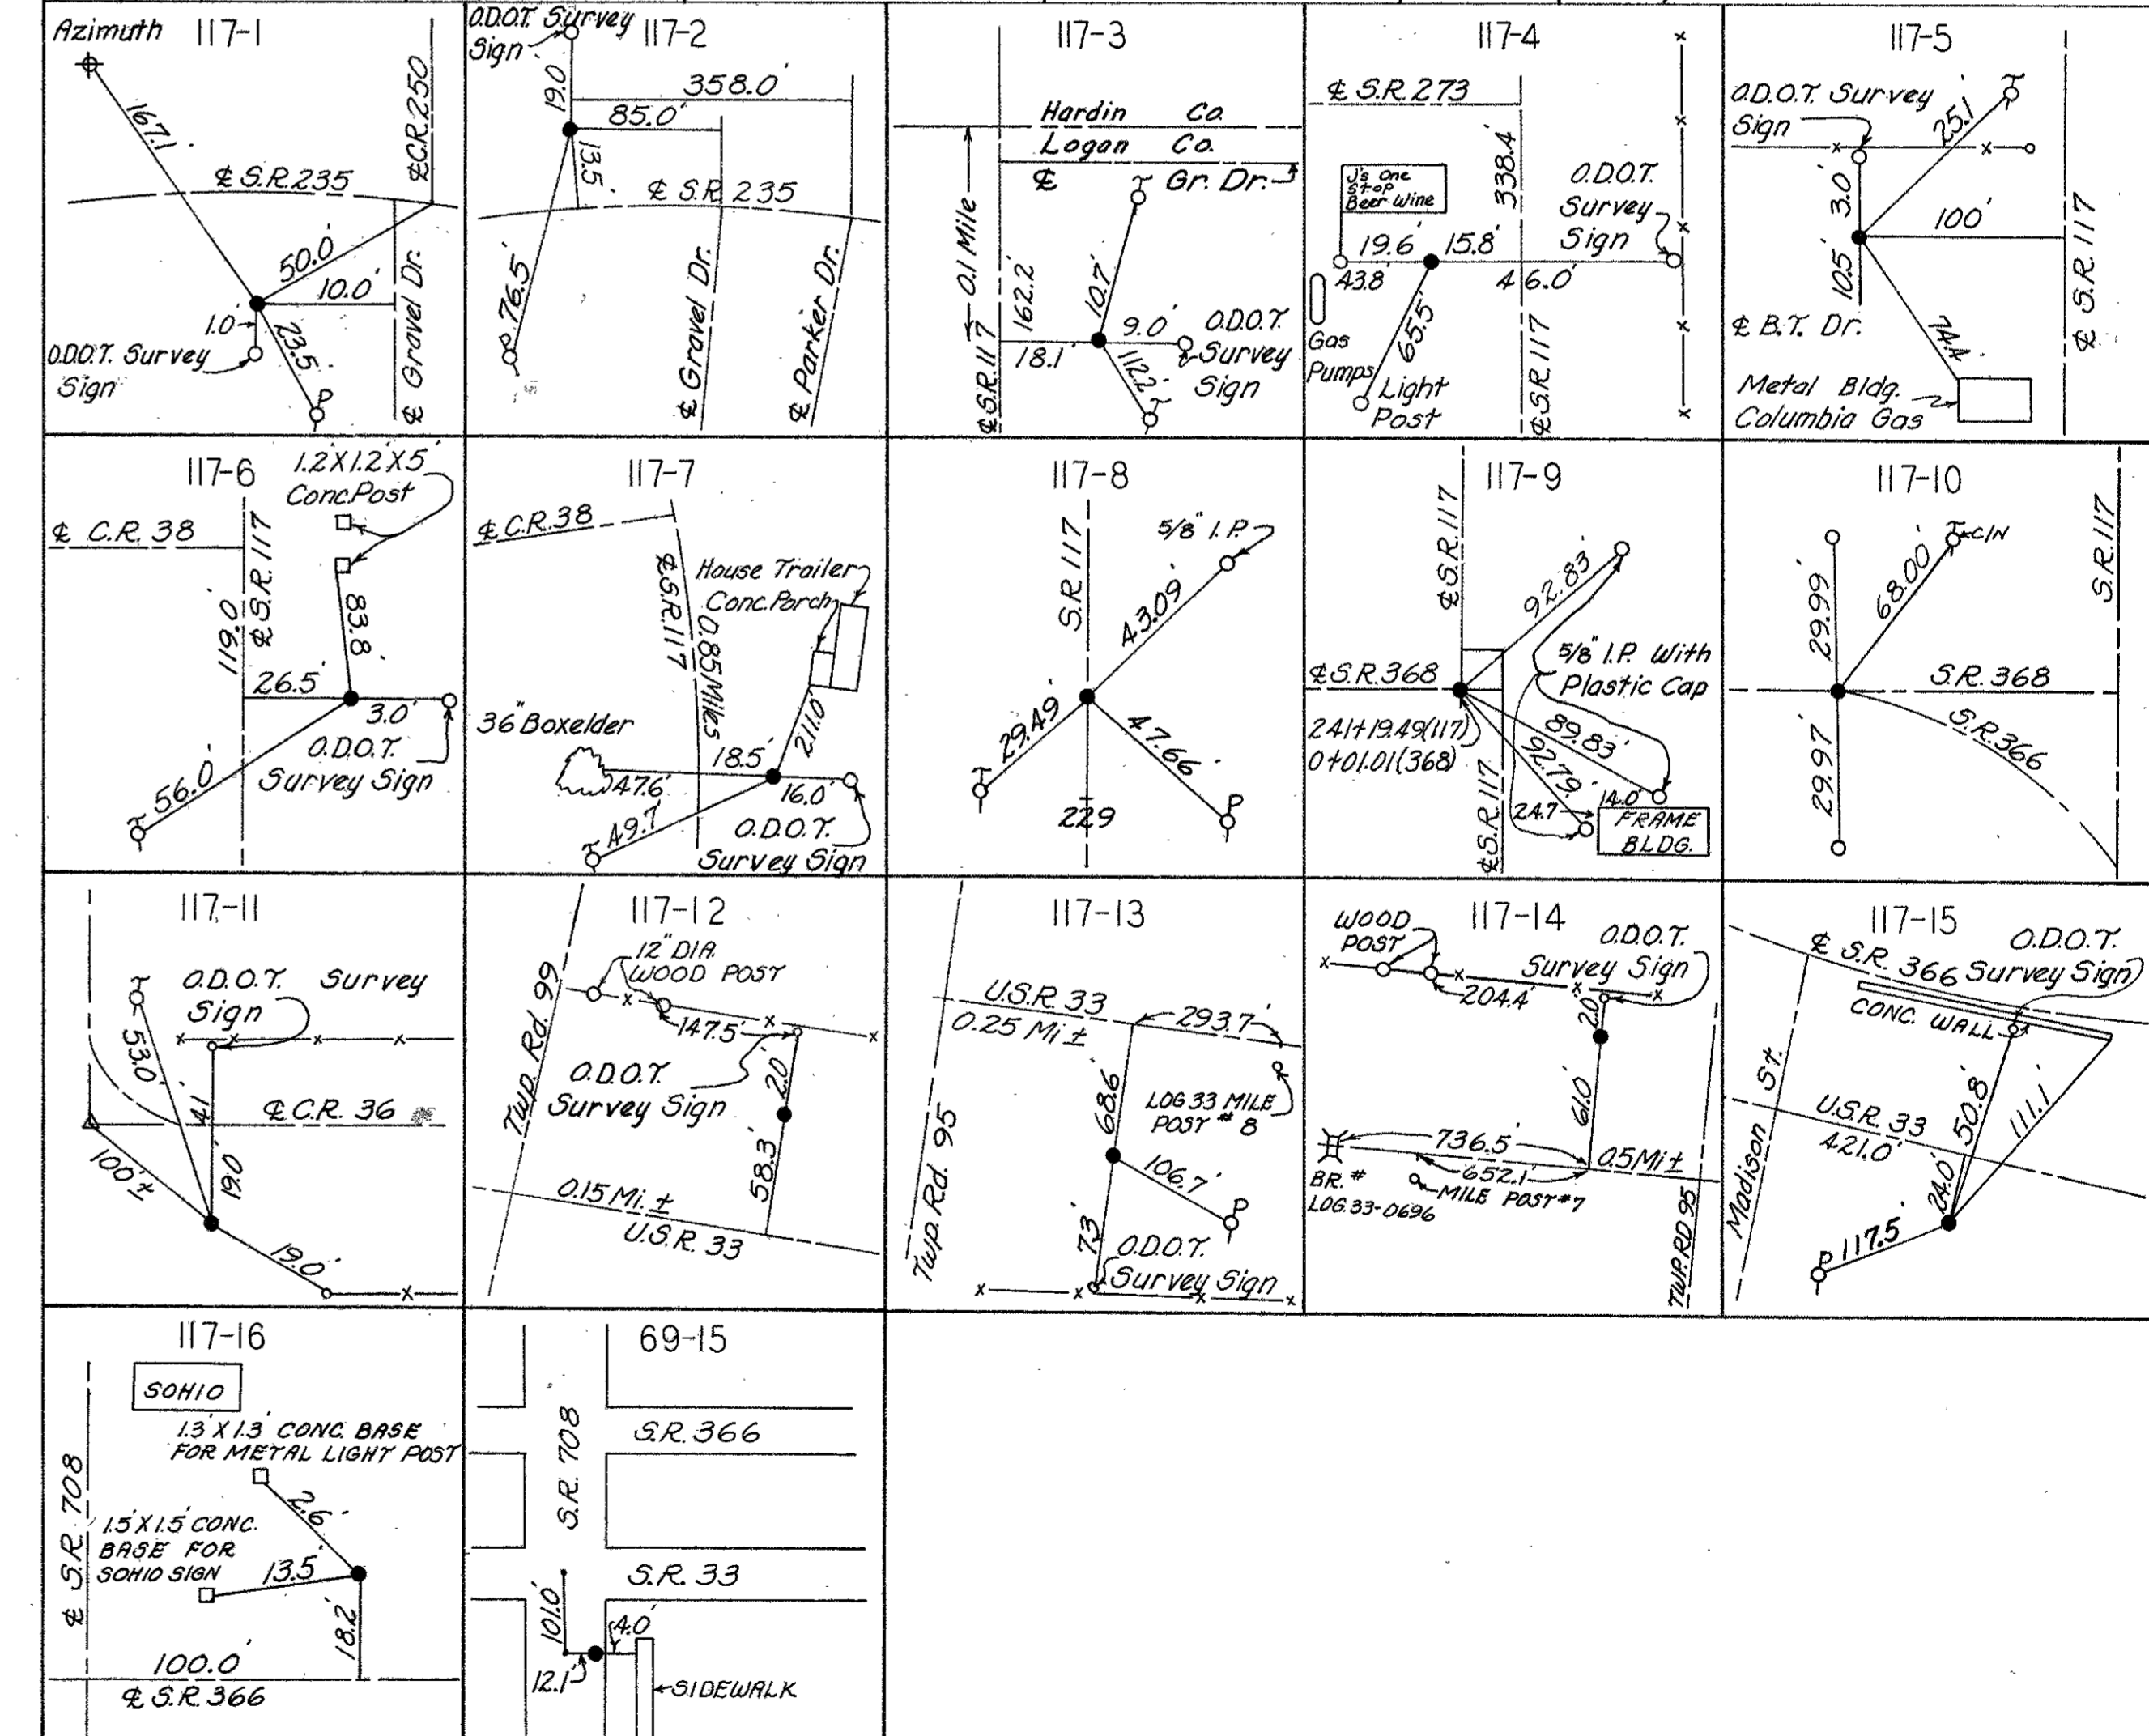 Azimuth 117-1
167.1'
℄ C.R. 250
℄ S.R. 235
50.0'
10.0'
1.0'
23.5'
O.D.O.T. Survey
Sign
P
℄ Gravel Dr.
O.D.O.T. Survey
Sign
117-2
19.0'
358.0'
85.0'
13.5'
℄ S.R. 235
P 76.5'
℄ Gravel Dr.
℄ Parker Dr.
117-3
Hardin Co.
Logan Co.
℄ Gr. Dr.
0.1 Mile
162.2'
℄ S.R. 117
T
10.7'
18.1'
9.0'
112.2'
O.D.O.T.
Survey
Sign
T
117-4
℄ S.R. 273
338.4'
J's One
Stop
Beer Wine
O.D.O.T.
Survey
Sign
19.6' 15.8'
43.8' 46.0'
65.5'
Gas
Pumps
Light
Post
℄ S.R. 117
117-5
O.D.O.T. Survey
Sign
T
25.1'
3.0'
100'
10.5'
℄ B.T. Dr.
74.4'
℄ S.R. 117
Metal Bldg.
Columbia Gas
117-6
1.2'X1.2'X5'
Conc. Post
℄ C.R. 38
℄ S.R. 117
119.0'
83.8'
26.5'
3.0'
O.D.O.T.
Survey Sign
56.0'
T
117-7
℄ C.R. 38
℄ S.R. 117
0.85 Miles
House Trailer
Conc. Porch
36" Boxelder
211.0'
18.5'
47.6'
16.0'
49.7'
T
O.D.O.T.
Survey Sign
117-8
S.R. 117
5/8" I.P.
43.09'
29.49'
47.66'
T
P
229
117-9
℄ S.R. 117
92.83'
℄ S.R. 368
5/8" I.P. With
Plastic Cap
241+19.49(117)
0+01.01(368)
89.83'
92.79'
24.7 14.0'
℄ S.R. 117
FRAME
BLDG.
117-10
T C/N
29.99'
68.00'
S.R. 117
S.R. 368
S.R. 366
29.97'
117-11
T
O.D.O.T. Survey
Sign
53.0'
41'
℄ C.R. 36
100'±
19.0'
19.0'
117-12
12" DIA.
WOOD POST
Twp. Rd. 99
147.5'
O.D.O.T.
Survey Sign
2.0'
58.3'
0.15 Mi. ±
U.S.R. 33
117-13
U.S.R. 33
0.25 Mi ±
293.7'
68.6'
LOG 33 MILE
POST # 8
Twp. Rd. 95
106.7'
P
7.3'
O.D.O.T.
Survey Sign
117-14
WOOD
POST
O.D.O.T.
Survey Sign
204.4'
2.0'
61.0'
736.5'
652.1'
0.5 Mi ±
BR. #
LOG. 33-0696
MILE POST #7
TWP. RD 95
117-15
℄ S.R. 366
O.D.O.T.
Survey Sign
CONC. WALL
Madison St.
U.S.R. 33
421.0'
50.8'
111.1'
24.0'
P 117.5'
117-16
SOHIO
1.3'X1.3' CONC. BASE
FOR METAL LIGHT POST
℄ S.R. 708
2.6'
1.5'X1.5' CONC.
BASE FOR
SOHIO SIGN
13.5'
18.2'
100.0'
℄ S.R. 366
69-15
S.R. 708
S.R. 366
S.R. 33
101.0'
4.0'
12.1'
SIDEWALK